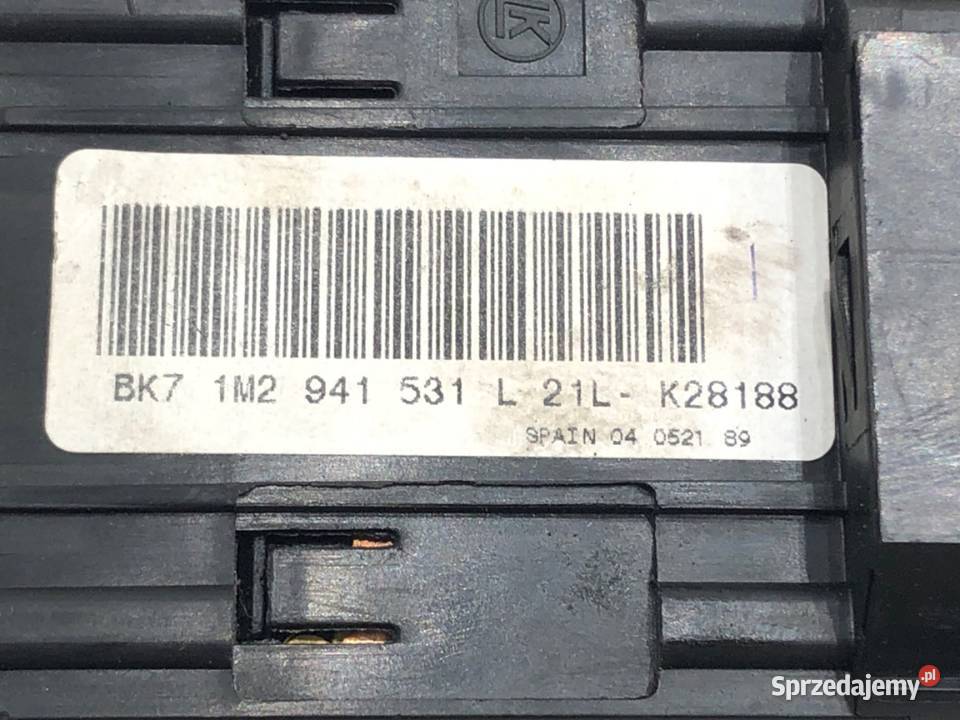 K
BK7 1M2 941 531 L 21L- K28188
SPAIN 04 0521 89
Sprzedajemy.pl